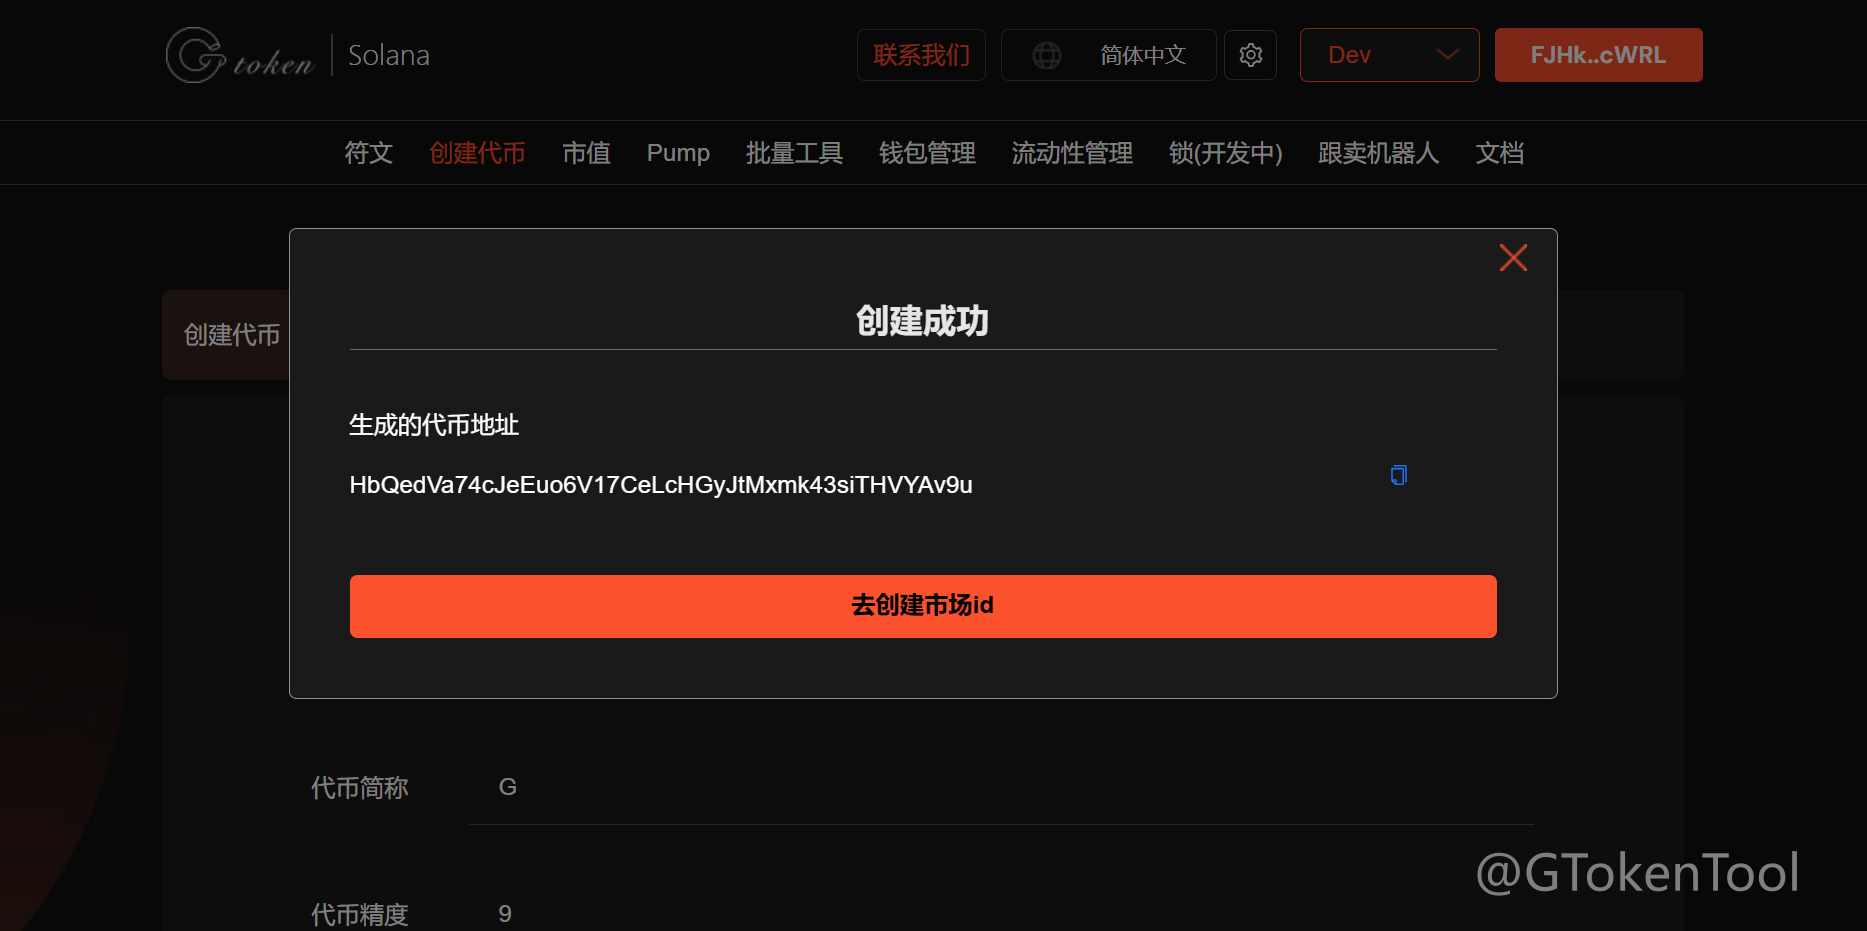 Gtoken
Solana
联系我们
简体中文
Dev
FJHk..cWRL
符文 创建代币 市值 Pump 批量工具 钱包管理 流动性管理 锁(开发中) 跟卖机器人 文档
创建代币
创建成功
生成的代币地址
HbQedVa74cJeEuo6V17CeLcHGyJtMxmk43siTHVYAv9u
去创建市场id
代币简称 G
代币精度 9
@GTokenTool